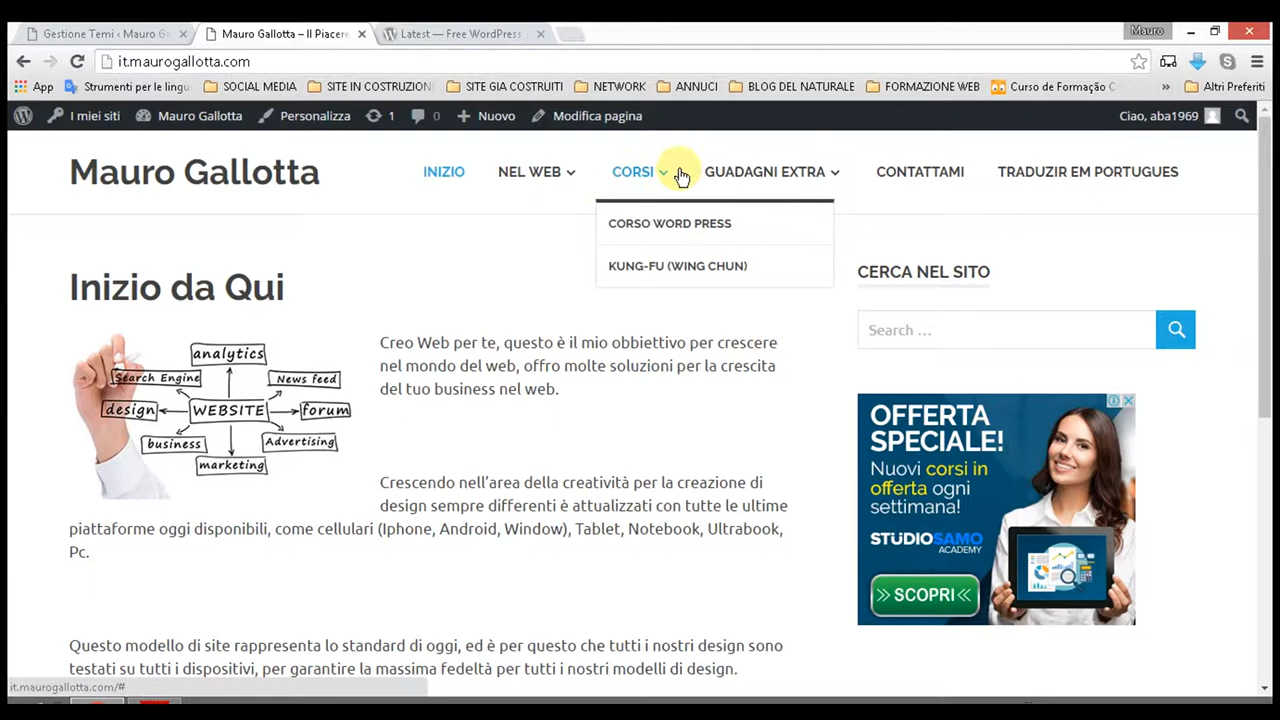 Gestione Temi ‹ Mauro G
Mauro Gallotta – Il Piacere
Latest — Free WordPress
Mauro
it.maurogallotta.com
App
Strumenti per le lingu
SOCIAL MEDIA
SITE IN COSTRUZION
SITE GIA COSTRUITI
NETWORK
ANNUCI
BLOG DEL NATURALE
FORMAZIONE WEB
Curso de Formação C
»
Altri Preferiti
I miei siti
Mauro Gallotta
Personalizza
1
0
Nuovo
Modifica pagina
Ciao, aba1969
Mauro Gallotta
INIZIO
NEL WEB
CORSI
GUADAGNI EXTRA
CONTATTAMI
TRADUZIR EM PORTUGUES
CORSO WORD PRESS
KUNG-FU (WING CHUN)
Inizio da Qui
analytics
Search Engine
News feed
design
WEBSITE
forum
business
Advertising
marketing
Creo Web per te, questo è il mio obbiettivo per crescere
nel mondo del web, offro molte soluzioni per la crescita
del tuo business nel web.
Crescendo nell’area della creatività per la creazione di
design sempre differenti è attualizzati con tutte le ultime
piattaforme oggi disponibili, come cellulari (Iphone, Android, Window), Tablet, Notebook, Ultrabook,
Pc.
Questo modello di site rappresenta lo standard di oggi, ed è per questo che tutti i nostri design sono
testati su tutti i dispositivi, per garantire la massima fedeltà per tutti i nostri modelli di design.
CERCA NEL SITO
Search …
OFFERTA
SPECIALE!
Nuovi corsi in
offerta ogni
settimana!
STUDIOSAMO
ACADEMY
>> SCOPRI <<
it.maurogallotta.com/#